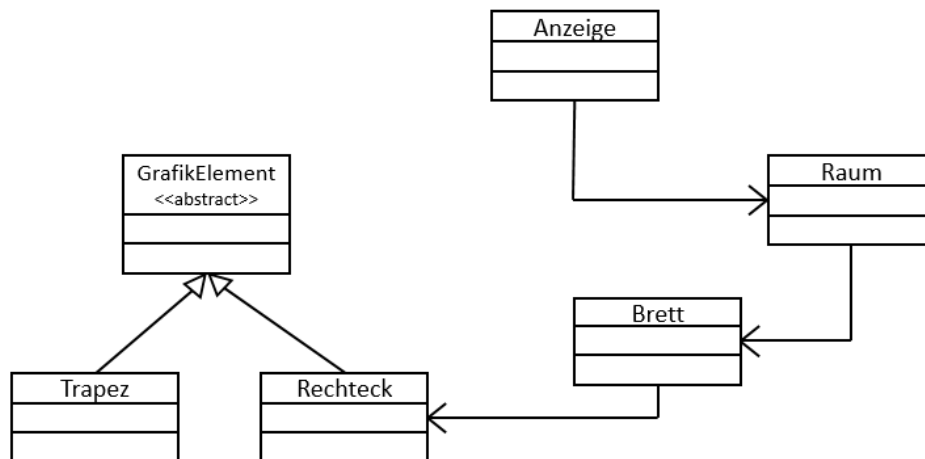 Anzeige
GrafikElement
<<abstract>>
Raum
Brett
Trapez
Rechteck